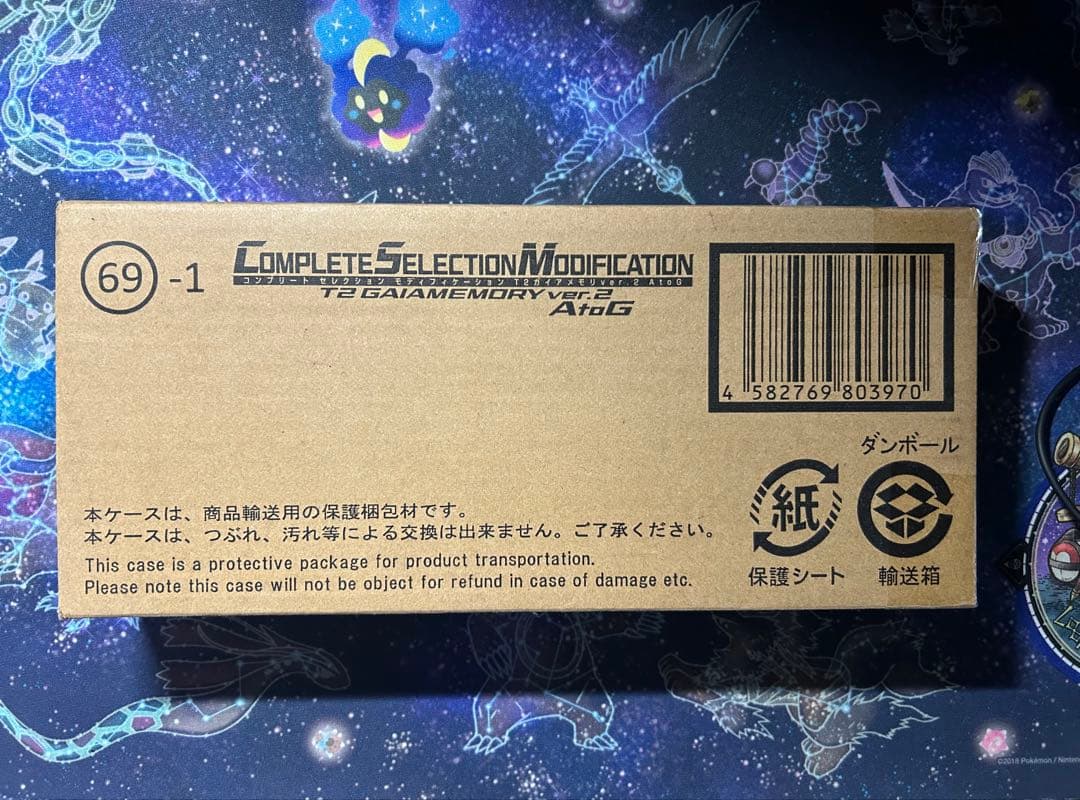 69 -1
COMPLETE SELECTION MODIFICATION
コンプリート セレクション モディフィケーション T2ガイアメモリver.2 AtoG
T2 GAIAMEMORY ver.2
AtoG
4 582769 803970
ダンボール
紙
保護シート
輸送箱
本ケースは、商品輸送用の保護梱包材です。
本ケースは、つぶれ、汚れ等による交換は出来ません。ご了承ください。
This case is a protective package for product transportation.
Please note this case will not be object for refund in case of damage etc.
©2018 Pokémon / Ninten